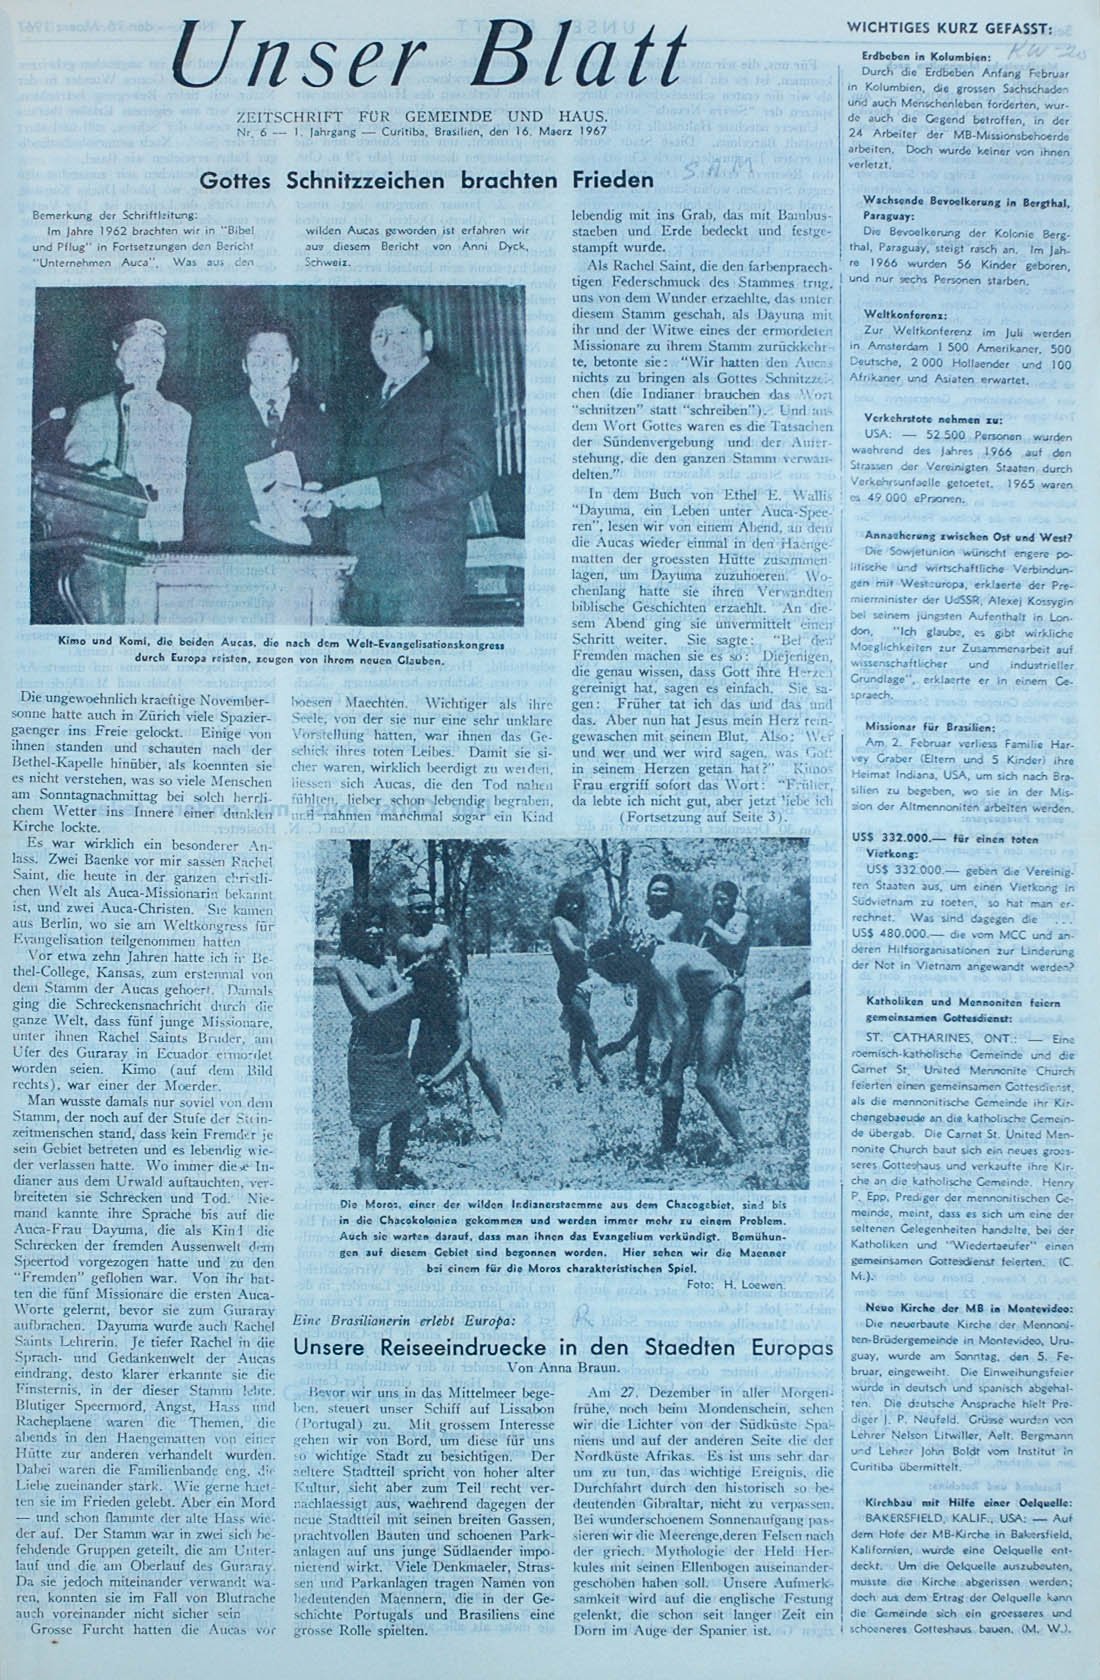 Unser Blatt
ZEITSCHRIFT FÜR GEMEINDE UND HAUS.
Nr. 6 — 1. Jahrgang — Curitiba, Brasilien, den 16. Maerz 1967
Gottes Schnitzzeichen brachten Frieden
Bemerkung der Schriftleitung:
Im Jahre 1962 brachten wir in "Bibel
und Pflug" in Fortsetzungen den Bericht
"Unternehmen Auca". Was aus den
wilden Aucas geworden ist erfahren wir
aus diesem Bericht von Anni Dyck,
Schweiz.
Kimo und Komi, die beiden Aucas, die nach dem Welt-Evangelisationskongress
durch Europa reisten, zeugen von ihrem neuen Glauben.
Die ungewoehnlich kraeftige November-
sonne hatte auch in Zürich viele Spazier-
gaenger ins Freie gelockt. Einige von
ihnen standen und schauten nach der
Bethel-Kapelle hinüber, als koennten sie
es nicht verstehen, was so viele Menschen
am Sonntagnachmittag bei solch herrli-
chem Wetter ins Innere einer dunklen
Kirche lockte.
Es war wirklich ein besonderer An-
lass. Zwei Baenke vor mir sassen Rachel
Saint, die heute in der ganzen christli-
chen Welt als Auca-Missionarin bekannt
ist, und zwei Auca-Christen. Sie kamen
aus Berlin, wo sie am Weltkongress für
Evangelisation teilgenommen hatten
Vor etwa zehn Jahren hatte ich ir Be-
thel-College, Kansas, zum erstenmal von
dem Stamm der Aucas gehoert. Damals
ging die Schreckensnachricht durch die
ganze Welt, dass fünf junge Missionare,
unter ihnen Rachel Saints Bruder, am
Ufer des Guraray in Ecuador ermordet
worden seien. Kimo (auf dem Bild
rechts), war einer der Moerder.
Man wusste damals nur soviel von dem
Stamm, der noch auf der Stufe der Stein-
zeitmenschen stand, dass kein Fremder je
sein Gebiet betreten und es lebendig wie-
der verlassen hatte. Wo immer diese In-
dianer aus dem Urwald auftauchten, ver-
breiteten sie Schrecken und Tod. Nie-
mand kannte ihre Sprache bis auf die
Auca-Frau Dayuma, die als Kind die
Schrecken der fremden Aussenwelt dem
Speertod vorgezogen hatte und zu den
"Fremden" geflohen war. Von ihr hat-
ten die fünf Missionare die ersten Auca-
Worte gelernt, bevor sie zum Guraray
aufbrachen. Dayuma wurde auch Rachel
Saints Lehrerin. Je tiefer Rachel in die
Sprach- und Gedankenwelt der Aucas
eindrang, desto klarer erkannte sie die
Finsternis, in der dieser Stamm lebte.
Blutiger Speermord, Angst, Hass und
Racheplaene waren die Themen, die
abends in den Haengematten von einer
Hütte zur anderen verhandelt wurden.
Dabei waren die Familienbande eng, die
Liebe zueinander stark. Wie gerne haet-
ten sie im Frieden gelebt. Aber ein Mord
— und schon flammte der alte Hass wie-
der auf. Der Stamm war in zwei sich be-
fehdende Gruppen geteilt, die am Unter-
lauf und die am Oberlauf des Guraray.
Da sie jedoch miteinander verwandt wa-
ren, konnten sie im Fall von Blutrache
auch voreinander nicht sicher sein
Grosse Furcht hatten die Aucas vor
boesen Maechten. Wichtiger als ihre
Seele, von der sie nur eine sehr unklare
Vorstellung hatten, war ihnen das Ge-
schick ihres toten Leibes. Damit sie si-
cher waren, wirklich beerdigt zu werden,
liessen sich Aucas, die den Tod nahen
fühlten, lieber schon lebendig begraben,
und nahmen manchmal sogar ein Kind
lebendig mit ins Grab, das mit Bambus-
staeben und Erde bedeckt und festge-
stampft wurde.
Als Rachel Saint, die den farbenpraech-
tigen Federschmuck des Stammes trug,
uns von dem Wunder erzaehlte, das unter
diesem Stamm geschah, als Dayuna mit
ihr und der Witwe eines der ermordeten
Missionare zu ihrem Stamm zurückkehr-
te, betonte sie: "Wir hatten den Aucas
nichts zu bringen als Gottes Schnitzzei-
chen (die Indianer brauchen das Wort
"schnitzen" statt "schreiben"). Und aus
dem Wort Gottes waren es die Tatsachen
der Sündenvergebung und der Aufer-
stehung, die den ganzen Stamm verwan-
delten."
In dem Buch von Ethel E. Wallis
"Dayuma, ein Leben unter Auca-Spee-
ren", lesen wir von einem Abend, an dem
die Aucas wieder einmal in den Haenge-
matten der groessten Hütte zusammen
lagen, um Dayuma zuzuhoeren. Wo-
chenlang hatte sie ihren Verwandten
biblische Geschichten erzaehlt. An die-
sem Abend ging sie unvermittelt einen
Schritt weiter. Sie sagte: "Bei den
Fremden machen sie es so: Diejenigen,
die genau wissen, dass Gott ihre Herzen
gereinigt hat, sagen es einfach. Sie sa-
gen: Früher tat ich das und das und
das. Aber nun hat Jesus mein Herz rein-
gewaschen mit seinem Blut. Also: Wer
und wer und wer wird sagen, was Gott
in seinem Herzen getan hat?" Kimos
Frau ergriff sofort das Wort: "Früher,
da lebte ich nicht gut, aber jetzt liebe ich
(Fortsetzung auf Seite 3)
Die Moros, einer der wilden Indianerstaemme aus dem Chacogebiet, sind bis
in die Chacokolonien gekommen und werden immer mehr zu einem Problem.
Auch sie warten darauf, dass man ihnen das Evangelium verkündigt. Bemühun-
gen auf diesem Gebiet sind begonnen worden. Hier sehen wir die Maenner
bei einem für die Moros charakteristischen Spiel.
Foto: H. Loewen.
Eine Brasilianerin erlebt Europa:
Unsere Reiseeindruecke in den Staedten Europas
Von Anna Braun.
Bevor wir uns in das Mittelmeer bege-
ben, steuert unser Schiff auf Lissabon
(Portugal) zu. Mit grossem Interesse
gehen wir von Bord, um diese für uns
so wichtige Stadt zu besichtigen. Der
aeltere Stadtteil spricht von hoher alter
Kultur, sieht aber zum Teil recht ver-
nachlaessigt aus, waehrend dagegen der
neue Stadtteil mit seinen breiten Gassen,
prachtvollen Bauten und schoenen Park-
anlagen auf uns junge Südlaender impo-
nierend wirkt. Viele Denkmaeler, Stras-
sen und Parkanlagen tragen Namen von
bedeutenden Maennern, die in der Ge-
schichte Portugals und Brasiliens eine
grosse Rolle spielten.
Am 27. Dezember in aller Morgen-
frühe, noch beim Mondenschein, sehen
wir die Lichter von der Südküste Spa-
niens und auf der anderen Seite die der
Nordküste Afrikas. Es ist uns sehr dar-
um zu tun, das wichtige Ereignis, die
Durchfahrt durch den historisch so be-
deutenden Gibraltar, nicht zu verpassen.
Bei wunderschoenem Sonnenaufgang pas-
sieren wir die Meerenge,deren Felsen nach
der griech. Mythologie der Held Her-
kules mit seinen Ellenbogen auseinander-
geschoben haben soll. Unsere Aufmerk-
samkeit wird auf die englische Festung
gelenkt, die schon seit langer Zeit ein
Dorn im Auge der Spanier ist.
WICHTIGES KURZ GEFASST:
Erdbeben in Kolumbien:
Durch die Erdbeben Anfang Februar
in Kolumbien, die grossen Sachschaden
und auch Menschenleben forderten, wur-
de auch die Gegend betroffen, in der
24 Arbeiter der MB-Missionsbehoerde
arbeiten. Doch wurde keiner von ihnen
verletzt.
Wachsende Bevoelkerung in Bergthal,
Paraguay:
Die Bevoelkerung der Kolonie Berg-
thal, Paraguay, steigt rasch an. Im Jah-
re 1966 wurden 56 Kinder geboren,
und nur sechs Personen starben.
Weltkonferenz:
Zur Weltkonferenz im Juli werden
in Amsterdam 1 500 Amerikaner, 500
Deutsche, 2 000 Hollaender und 100
Afrikaner und Asiaten erwartet.
Verkehrstote nehmen zu:
USA: — 52 500 Personen wurden
waehrend des Jahres 1966 auf den
Strassen der Vereinigten Staaten durch
Verkehrsunfaelle getoetet. 1965 waren
es 49 000 ePrsonen.
Annaeherung zwischen Ost und West?
Die Sowjetunion wünscht engere po-
litische und wirtschaftliche Verbindun-
gen mit Westeuropa, erklaerte der Pre-
mierminister der UdSSR, Alexej Kossygin
bei seinem jüngsten Aufenthalt in Lon-
don, "Ich glaube, es gibt wirkliche
Moeglichkeiten zur Zusammenarbeit auf
wissenschaftlicher und industrieller
Grundlage", erklaerte er in einem Ge-
spraech.
Missionar für Brasilien:
Am 2. Februar verliess Familie Har-
vey Graber (Eltern und 5 Kinder) ihre
Heimat Indiana, USA, um sich nach Bra-
silien zu begeben, wo sie in der Mis-
sion der Altmennoniten arbeiten werden.
US$ 332.000.— für einen toten
Vietkong:
US$ 332.000.— geben die Vereinig-
ten Staaten aus, um einen Vietkong in
Südvietnam zu toeten, so hat man er-
rechnet. Was sind dagegen die ...
US$ 480.000.— die vom MCC und an-
deren Hilfsorganisationen zur Linderung
der Not in Vietnam angewandt werden?
Katholiken und Mennoniten feiern
gemeinsamen Gottesdienst:
ST. CATHARINES, ONT.: — Eine
roemisch-katholische Gemeinde und die
Garnet St. United Mennonite Church
feierten einen gemeinsamen Gottesdienst,
als die mennonitische Gemeinde ihr Kir-
chengebaeude an die katholische Gemein-
de übergab. Die Carnet St. United Men-
nonite Church baut sich ein neues groes-
seres Gotteshaus und verkaufte ihre Kir-
che an die katholische Gemeinde. Henry
P. Epp, Prediger der mennonitischen Ge-
meinde, meint, dass es sich um eine der
seltenen Gelegenheiten handelte, bei der
Katholiken und "Wiedertaeufer" einen
gemeinsamen Gottesdienst feierten. (C.
M.).
Neue Kirche der MB in Montevideo:
Die neuerbaute Kirche der Mennoni-
ten-Brüdergemeinde in Montevideo, Uru-
guay, wurde am Sonntag, den 5. Fe-
bruar, eingeweiht. Die Einweihungsfeier
wurde in deutsch und spanisch abgehal-
ten. Die deutsche Ansprache hielt Pre-
diger J. P. Neufeld. Grüsse wurden von
Lehrer Nelson Litwiller, Aelt. Bergmann
und Lehrer John Boldt vom Institut in
Curitiba übermittelt.
Kirchbau mit Hilfe einer Oelquelle:
BAKERSFIELD, KALIF., USA: — Auf
dem Hofe der MB-Kirche in Bakersfield,
Kalifornien, wurde eine Oelquelle ent-
deckt. Um die Oelquelle auszubeuten,
musste die Kirche abgerissen werden;
doch aus dem Ertrag der Oelquelle kann
die Gemeinde sich ein groesseres und
schoeneres Gotteshaus bauen. (M. W.).